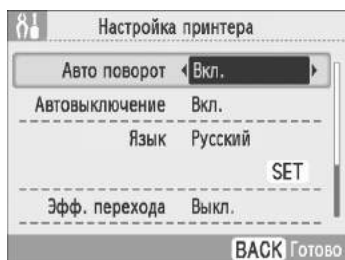 Настройка принтера
Авто поворот Вкл.
Автовыключение Вкл.
Язык Русский
SET
Эфф. перехода Выкл.
BACK Готово